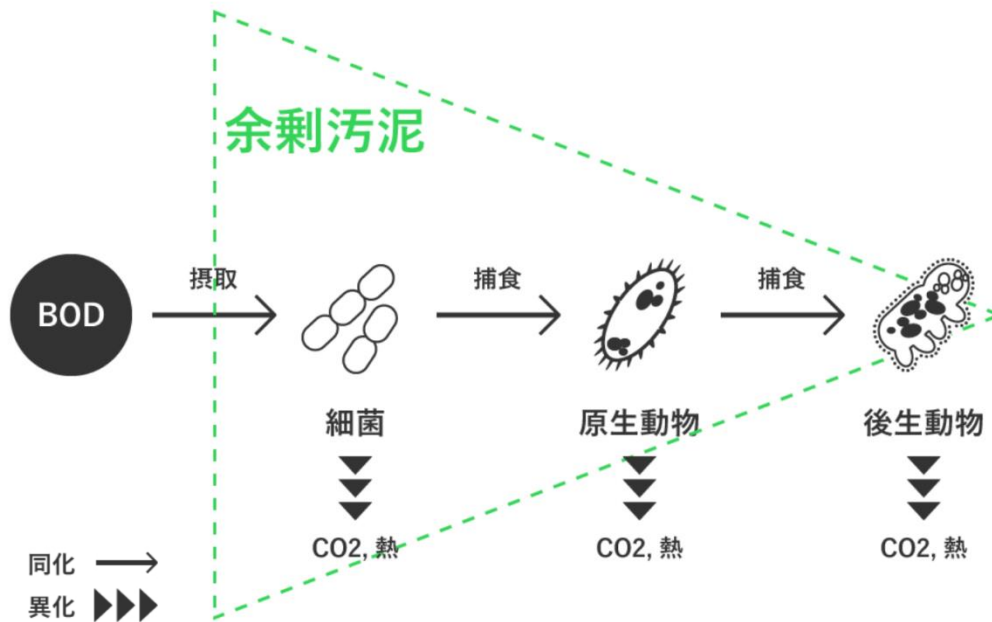 余剰汚泥
BOD
摂取
捕食
捕食
細菌
原生動物
後生動物
CO2, 熱
CO2, 熱
CO2, 熱
同化
異化